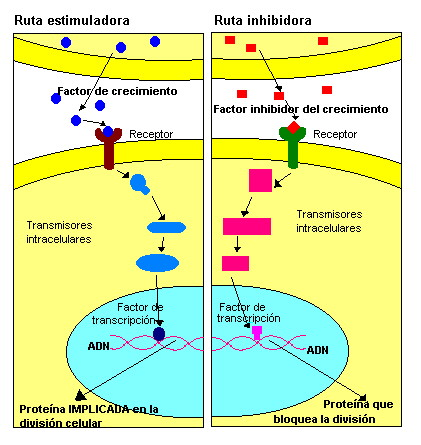 Ruta estimuladora
Factor de crecimiento
Receptor
Transmisores
intracelulares
Factor de
transcripción
ADN
Proteína IMPLICADA en la
división celular
Ruta inhibidora
Factor inhibidor del crecimiento
Receptor
Transmisores
intracelulares
Factor de
transcripción
ADN
Proteína que
bloquea la división